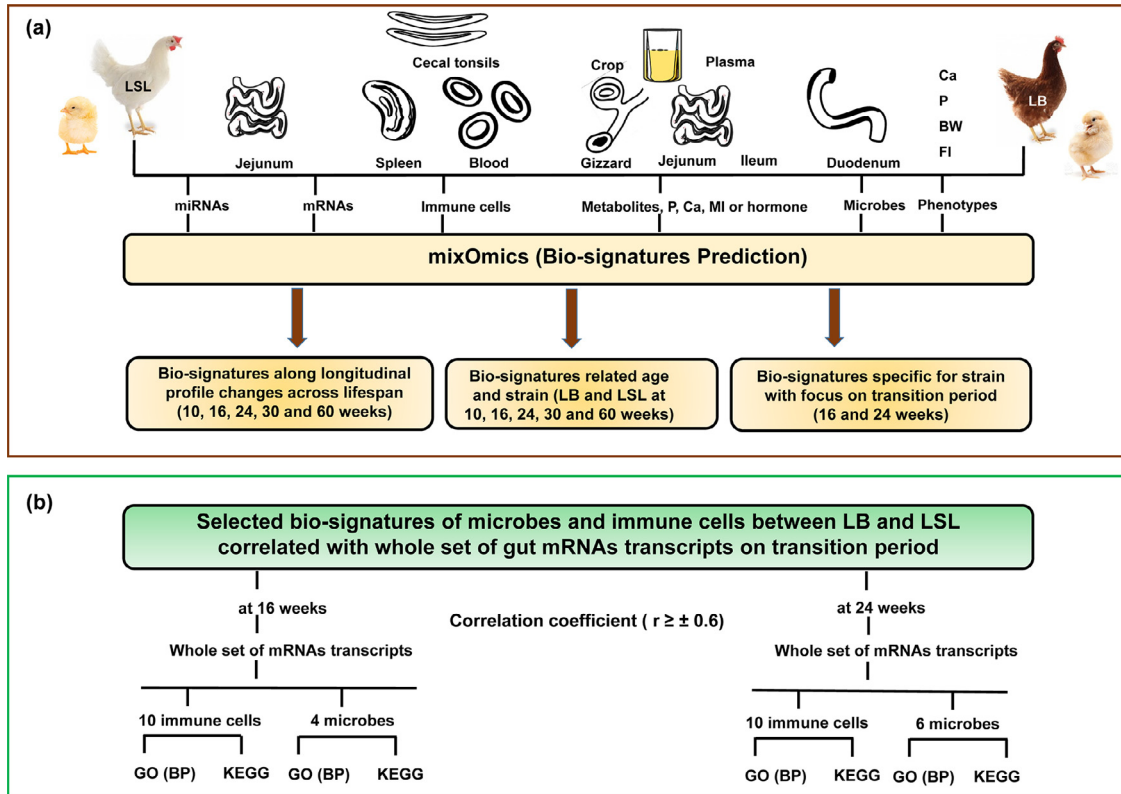 (a)
LSL
Cecal tonsils
Crop
Plasma
Ca
P
BW
FI
LB
Jejunum
Spleen
Blood
Gizzard
Jejunum
Ileum
Duodenum
miRNAs
mRNAs
Immune cells
Metabolites, P, Ca, MI or hormone
Microbes
Phenotypes
mixOmics (Bio-signatures Prediction)
Bio-signatures along longitudinal
profile changes across lifespan
(10, 16, 24, 30 and 60 weeks)
Bio-signatures related age
and strain (LB and LSL at
10, 16, 24, 30 and 60 weeks)
Bio-signatures specific for strain
with focus on transition period
(16 and 24 weeks)
(b)
Selected bio-signatures of microbes and immune cells between LB and LSL
correlated with whole set of gut mRNAs transcripts on transition period
at 16 weeks
Correlation coefficient ( r ≥ ± 0.6)
at 24 weeks
Whole set of mRNAs transcripts
Whole set of mRNAs transcripts
10 immune cells
4 microbes
10 immune cells
6 microbes
GO (BP)
KEGG
GO (BP)
KEGG
GO (BP)
KEGG
GO (BP)
KEGG